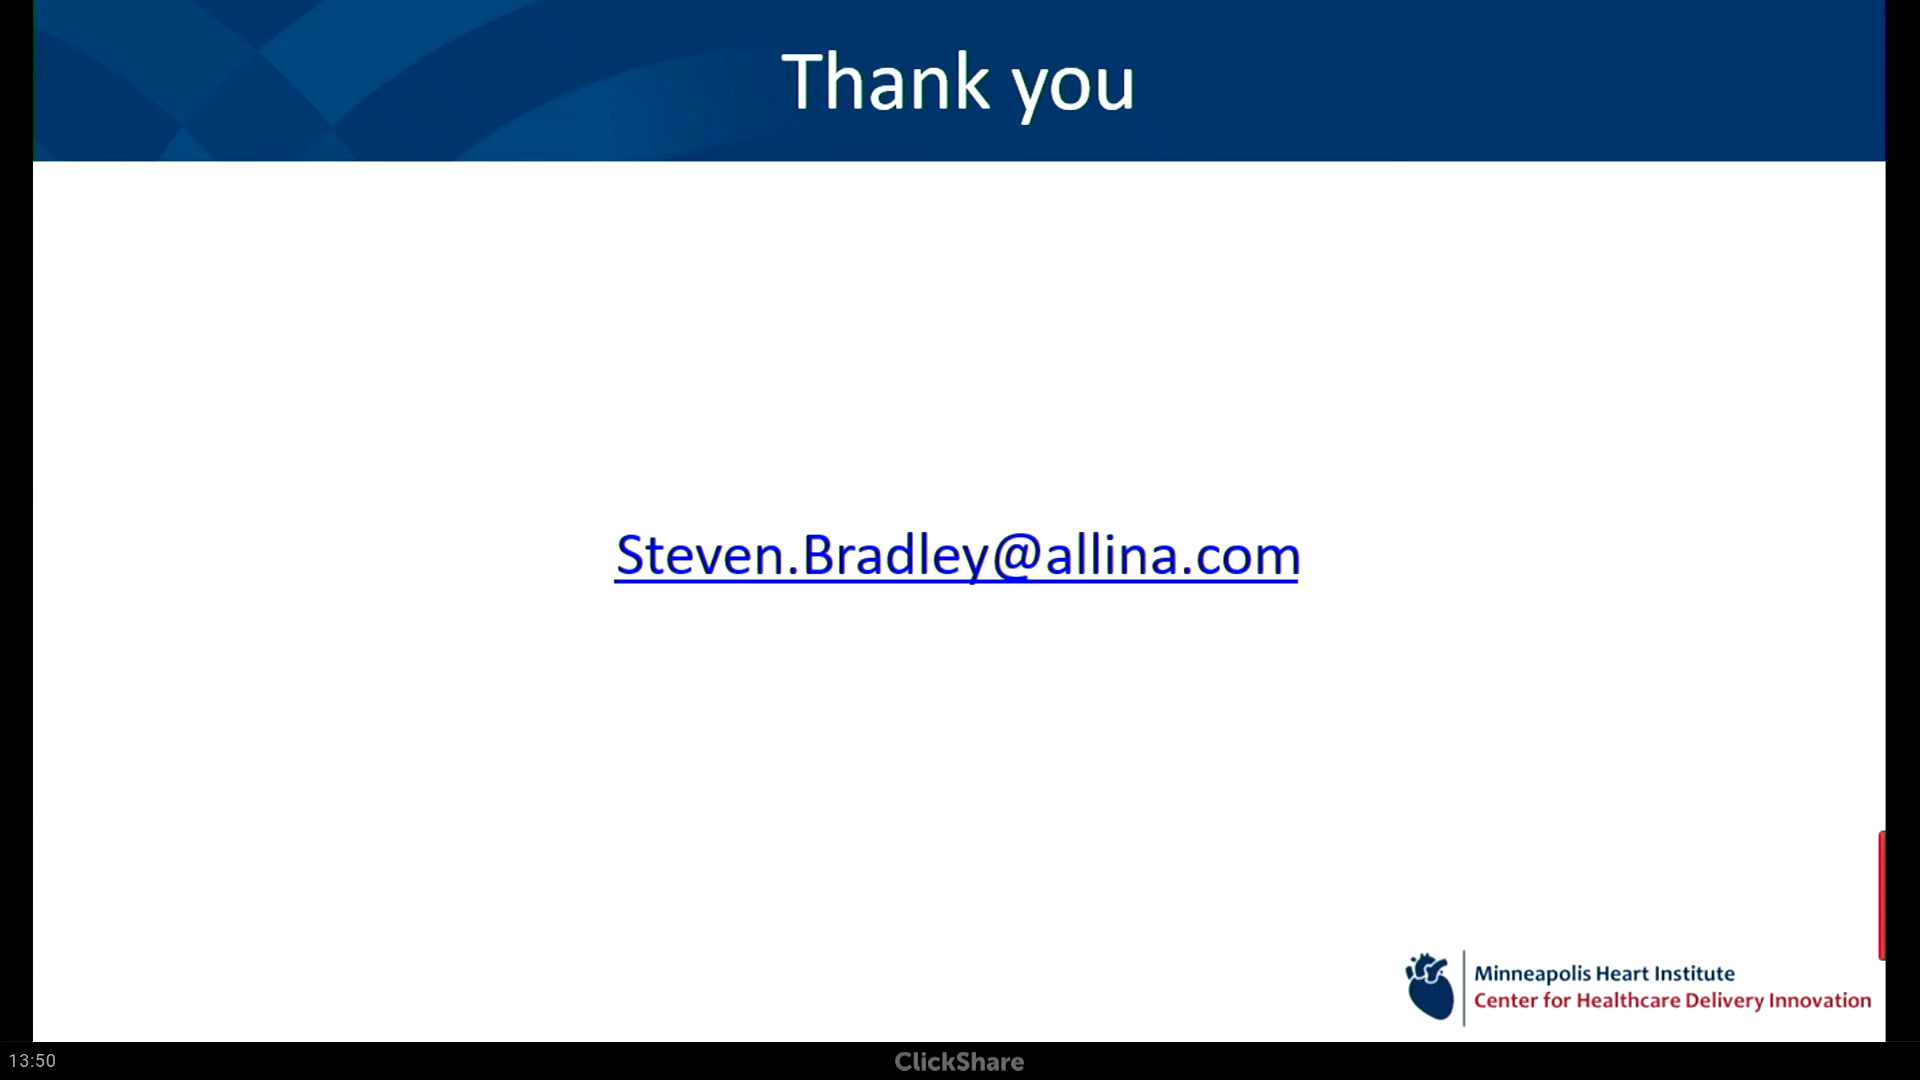 Thank you
Steven.Bradley@allina.com
Minneapolis Heart Institute
Center for Healthcare Delivery Innovation
13:50
ClickShare